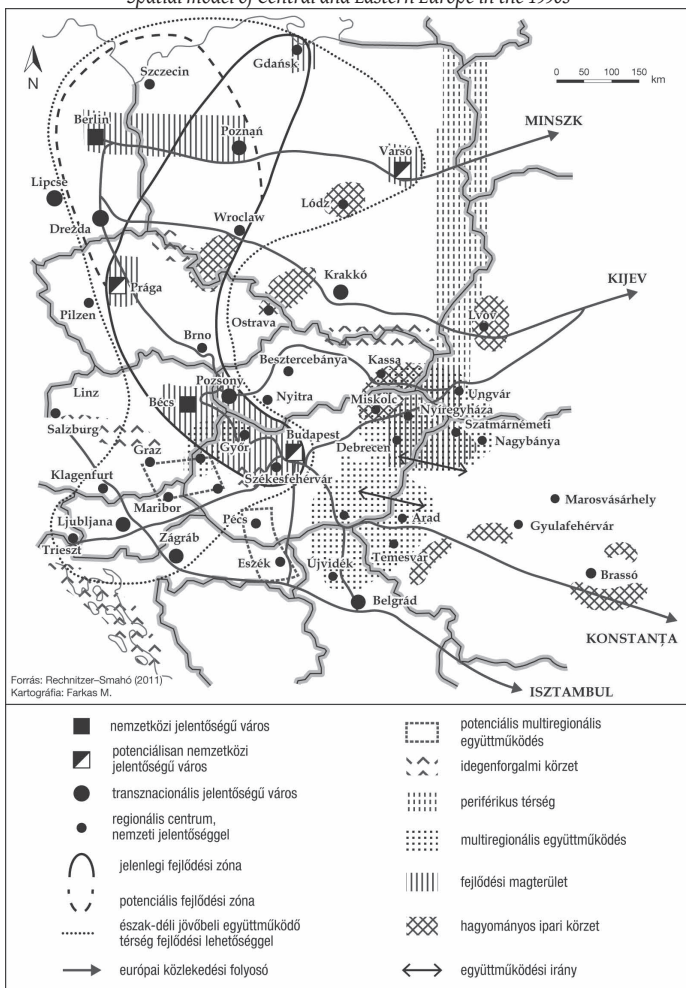 Spatial model of Central and Eastern Europe in the 1990s
N
0 50 100 150
km
Gdańsk
Szczecin
Berlin
Poznań
MINSZK
Varsó
Lipcse
Lódz
Drezda
Wroclaw
Krakkó
KIJEV
Prága
Pilzen
Ostrava
Lvov
Brno
Besztercebánya
Kassa
Pozsony
Ungvár
Linz
Bécs
Nyitra
Miskolc
Nyíregyháza
Salzburg
Szatmárnémeti
Budapest
Győr
Debrecen
Nagybánya
Graz
Székesfehérvár
Klagenfurt
Maribor
Marosvásárhely
Pécs
Ljubljana
Arad
Gyulafehérvár
Zágráb
Trieszt
Temesvár
Eszék
Újvidék
Brassó
Belgrád
KONSTANȚA
Forrás: Rechnitzer–Smahó (2011)
Kartográfia: Farkas M.
ISZTAMBUL
nemzetközi jelentőségű város
potenciálisan nemzetközi
jelentőségű város
transznacionális jelentőségű város
regionális centrum,
nemzeti jelentőséggel
jelenlegi fejlődési zóna
potenciális fejlődési zóna
észak-déli jövőbeli együttműködő
térség fejlődési lehetőséggel
európai közlekedési folyosó
potenciális multiregionális
együttműködés
idegenforgalmi körzet
periférikus térség
multiregionális együttműködés
fejlődési magterület
hagyományos ipari körzet
együttműködési irány